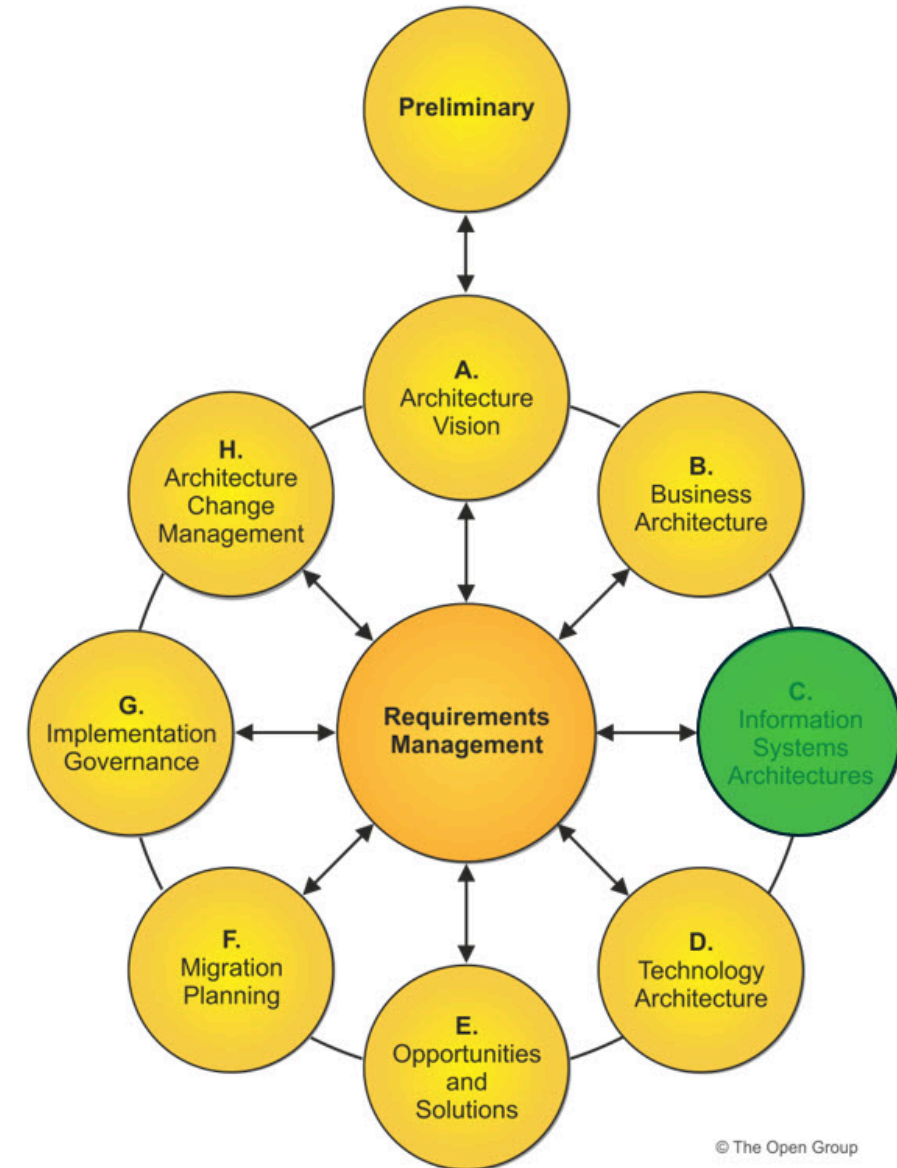 Preliminary
A.
Architecture
Vision
H.
Architecture
Change
Management
B.
Business
Architecture
G.
Implementation
Governance
Requirements
Management
C.
Information
Systems
Architectures
F.
Migration
Planning
D.
Technology
Architecture
E.
Opportunities
and
Solutions
© The Open Group